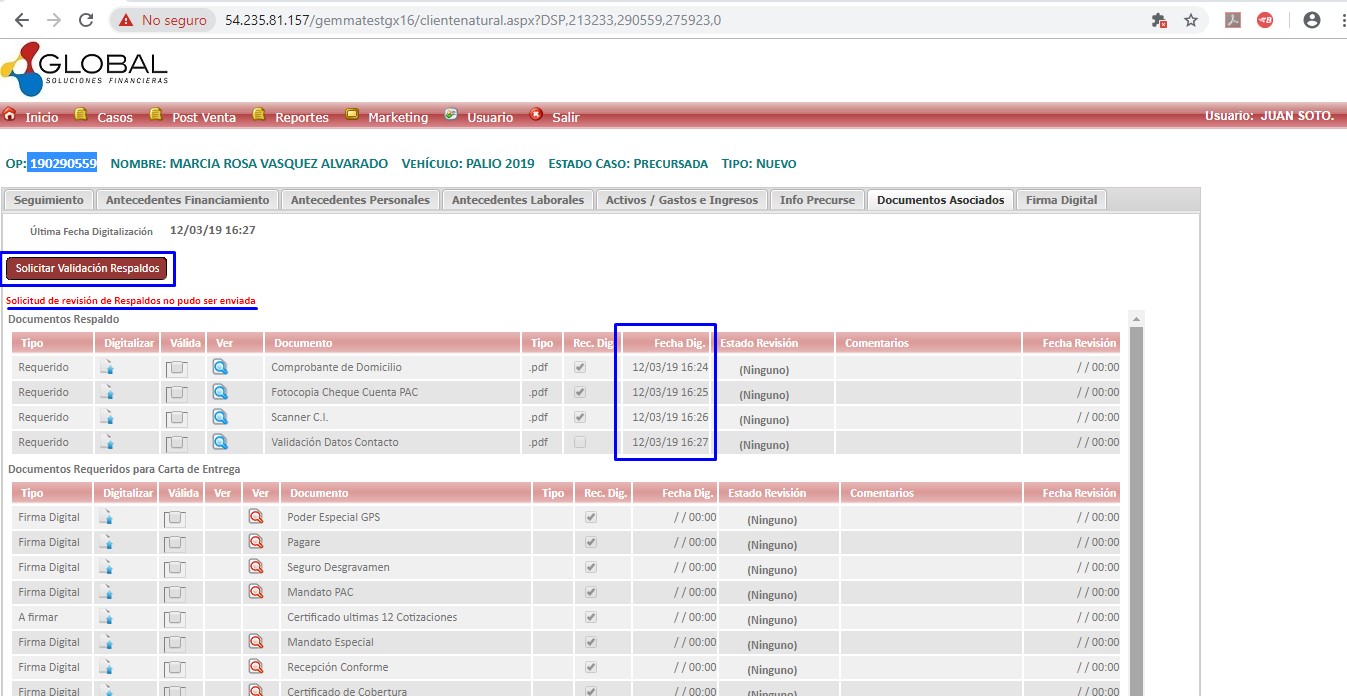 No seguro 54.235.81.157/gemmatestgx16/clientenatural.aspx?DSP,213233,290559,275923,0
GLOBAL
SOLUCIONES FINANCIERAS
Inicio Casos Post Venta Reportes Marketing Usuario Salir Usuario: JUAN SOTO.
OP: 190290559 NOMBRE: MARCIA ROSA VASQUEZ ALVARADO VEHÍCULO: PALIO 2019 ESTADO CASO: PRECURSADA TIPO: NUEVO
Seguimiento Antecedentes Financiamiento Antecedentes Personales Antecedentes Laborales Activos / Gastos e Ingresos Info Precurse Documentos Asociados Firma Digital
Última Fecha Digitalización 12/03/19 16:27
Solicitar Validación Respaldos
Solicitud de revisión de Respaldos no pudo ser enviada
Documentos Respaldo
Tipo Digitalizar Válida Ver Documento Tipo Rec. Dig. Fecha Dig. Estado Revisión Comentarios Fecha Revisión
Requerido Comprobante de Domicilio .pdf 12/03/19 16:24 (Ninguno) / / 00:00
Requerido Fotocopia Cheque Cuenta PAC .pdf 12/03/19 16:25 (Ninguno) / / 00:00
Requerido Scanner C.I. .pdf 12/03/19 16:26 (Ninguno) / / 00:00
Requerido Validación Datos Contacto .pdf 12/03/19 16:27 (Ninguno) / / 00:00
Documentos Requeridos para Carta de Entrega
Tipo Digitalizar Válida Ver Ver Documento Tipo Rec. Dig. Fecha Dig. Estado Revisión Comentarios Fecha Revisión
Firma Digital Poder Especial GPS / / 00:00 (Ninguno) / / 00:00
Firma Digital Pagare / / 00:00 (Ninguno) / / 00:00
Firma Digital Seguro Desgravamen / / 00:00 (Ninguno) / / 00:00
Firma Digital Mandato PAC / / 00:00 (Ninguno) / / 00:00
A firmar Certificado ultimas 12 Cotizaciones / / 00:00 (Ninguno) / / 00:00
Firma Digital Mandato Especial / / 00:00 (Ninguno) / / 00:00
Firma Digital Recepción Conforme / / 00:00 (Ninguno) / / 00:00
Firma Digital Certificado de Cobertura / / 00:00 (Ninguno) / / 00:00